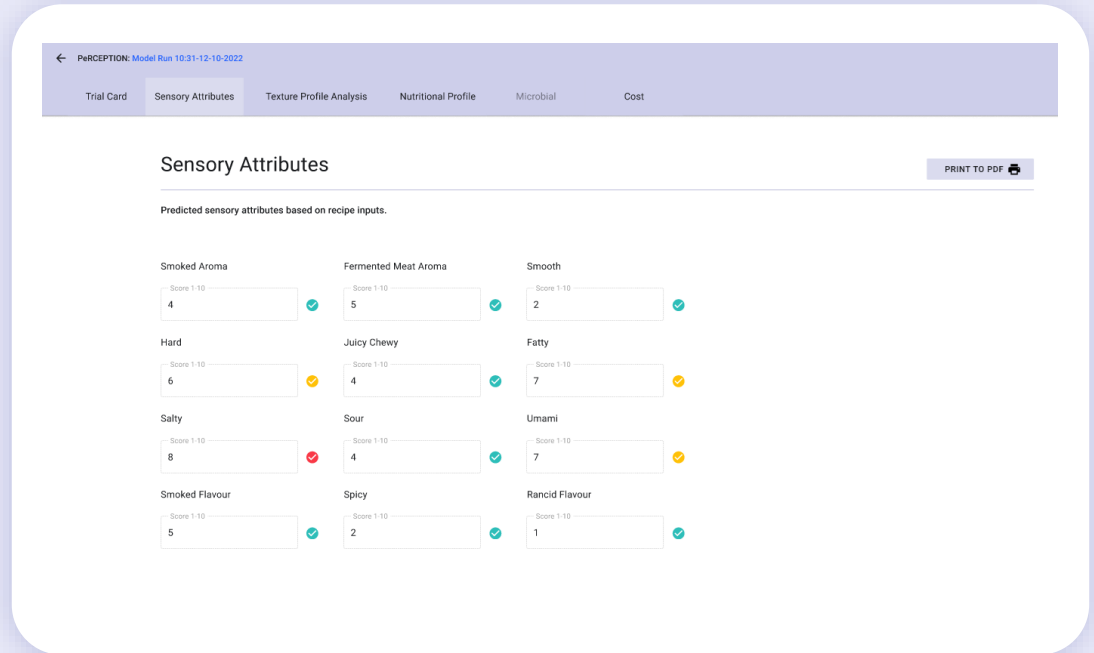 PeRCEPTION: Model Run 10:31-12-10-2022
Trial Card Sensory Attributes Texture Profile Analysis Nutritional Profile Microbial Cost
Sensory Attributes
PRINT TO PDF
Predicted sensory attributes based on recipe inputs.
Smoked Aroma Fermented Meat Aroma Smooth
Score 1-10 Score 1-10 Score 1-10
4 5 2
Hard Juicy Chewy Fatty
Score 1-10 Score 1-10 Score 1-10
6 4 7
Salty Sour Umami
Score 1-10 Score 1-10 Score 1-10
8 4 7
Smoked Flavour Spicy Rancid Flavour
Score 1-10 Score 1-10 Score 1-10
5 2 1